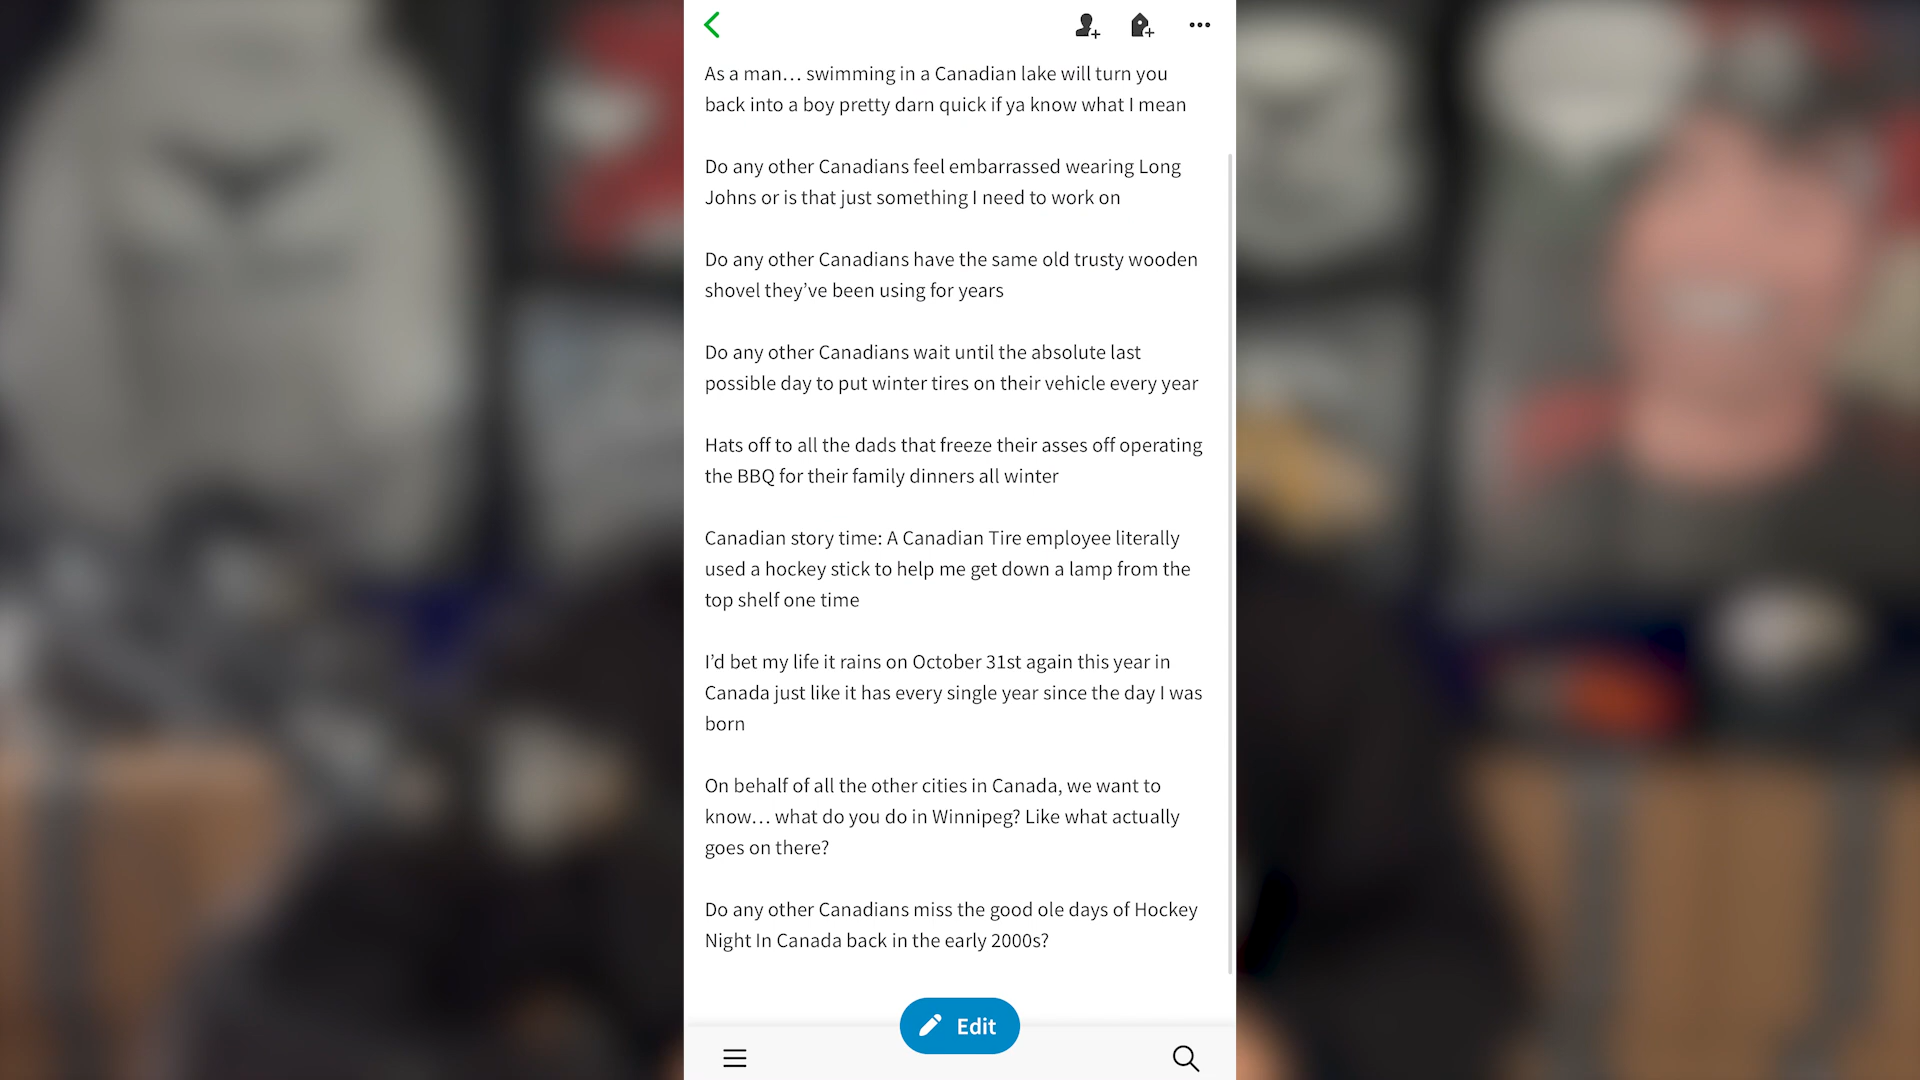 As a man… swimming in a Canadian lake will turn you
back into a boy pretty darn quick if ya know what I mean
Do any other Canadians feel embarrassed wearing Long
Johns or is that just something I need to work on
Do any other Canadians have the same old trusty wooden
shovel they’ve been using for years
Do any other Canadians wait until the absolute last
possible day to put winter tires on their vehicle every year
Hats off to all the dads that freeze their asses off operating
the BBQ for their family dinners all winter
Canadian story time: A Canadian Tire employee literally
used a hockey stick to help me get down a lamp from the
top shelf one time
I’d bet my life it rains on October 31st again this year in
Canada just like it has every single year since the day I was
born
On behalf of all the other cities in Canada, we want to
know… what do you do in Winnipeg? Like what actually
goes on there?
Do any other Canadians miss the good ole days of Hockey
Night In Canada back in the early 2000s?
Edit